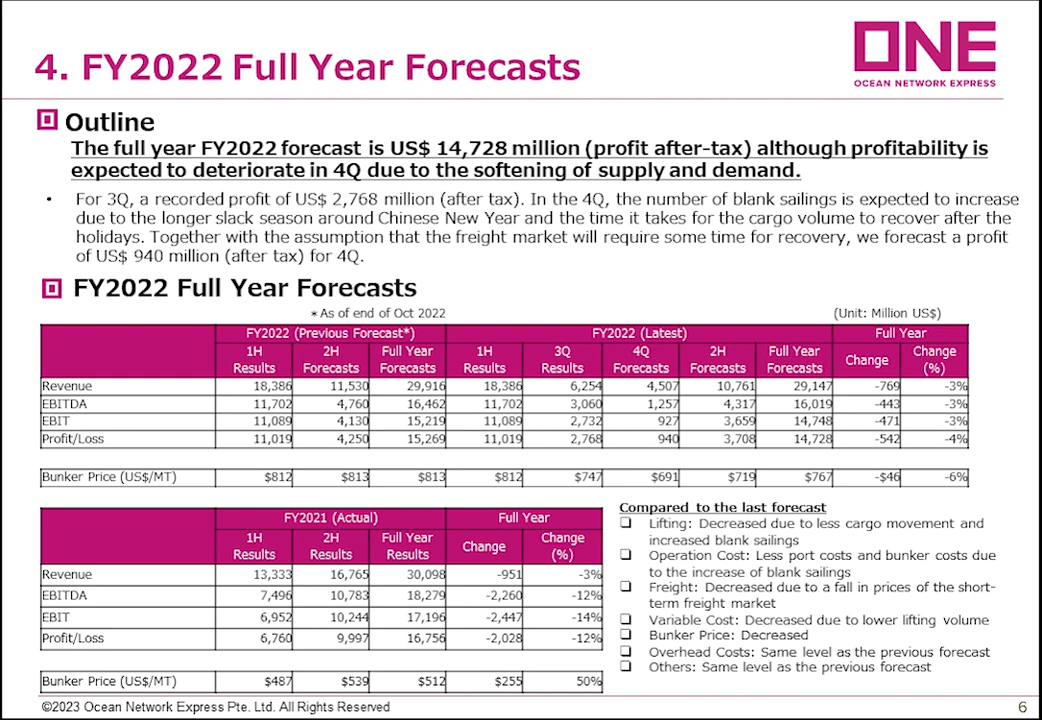 4. FY2022 Full Year Forecasts
ONE
OCEAN NETWORK EXPRESS
Outline
The full year FY2022 forecast is US$ 14,728 million (profit after-tax) although profitability is
expected to deteriorate in 4Q due to the softening of supply and demand.
• For 3Q, a recorded profit of US$ 2,768 million (after tax). In the 4Q, the number of blank sailings is expected to increase
due to the longer slack season around Chinese New Year and the time it takes for the cargo volume to recover after the
holidays. Together with the assumption that the freight market will require some time for recovery, we forecast a profit
of US$ 940 million (after tax) for 4Q.
FY2022 Full Year Forecasts
*As of end of Oct 2022 (Unit: Million US$)
FY2022 (Previous Forecast*) FY2022 (Latest) Full Year
1H Results 2H Forecasts Full Year Forecasts 1H Results 3Q Results 4Q Forecasts 2H Forecasts Full Year Forecasts Change Change (%)
Revenue 18,386 11,530 29,916 18,386 6,254 4,507 10,761 29,147 -769 -3%
EBITDA 11,702 4,760 16,462 11,702 3,060 1,257 4,317 16,019 -443 -3%
EBIT 11,089 4,130 15,219 11,089 2,732 927 3,659 14,748 -471 -3%
Profit/Loss 11,019 4,250 15,269 11,019 2,768 940 3,708 14,728 -542 -4%
Bunker Price (US$/MT) $812 $813 $813 $812 $747 $691 $719 $767 -$46 -6%
FY2021 (Actual) Full Year
1H Results 2H Results Full Year Results Change Change (%)
Revenue 13,333 16,765 30,098 -951 -3%
EBITDA 7,496 10,783 18,279 -2,260 -12%
EBIT 6,952 10,244 17,196 -2,447 -14%
Profit/Loss 6,760 9,997 16,756 -2,028 -12%
Bunker Price (US$/MT) $487 $539 $512 $255 50%
Compared to the last forecast
❑ Lifting: Decreased due to less cargo movement and
increased blank sailings
❑ Operation Cost: Less port costs and bunker costs due
to the increase of blank sailings
❑ Freight: Decreased due to a fall in prices of the short-
term freight market
❑ Variable Cost: Decreased due to lower lifting volume
❑ Bunker Price: Decreased
❑ Overhead Costs: Same level as the previous forecast
❑ Others: Same level as the previous forecast
©2023 Ocean Network Express Pte. Ltd. All Rights Reserved
6